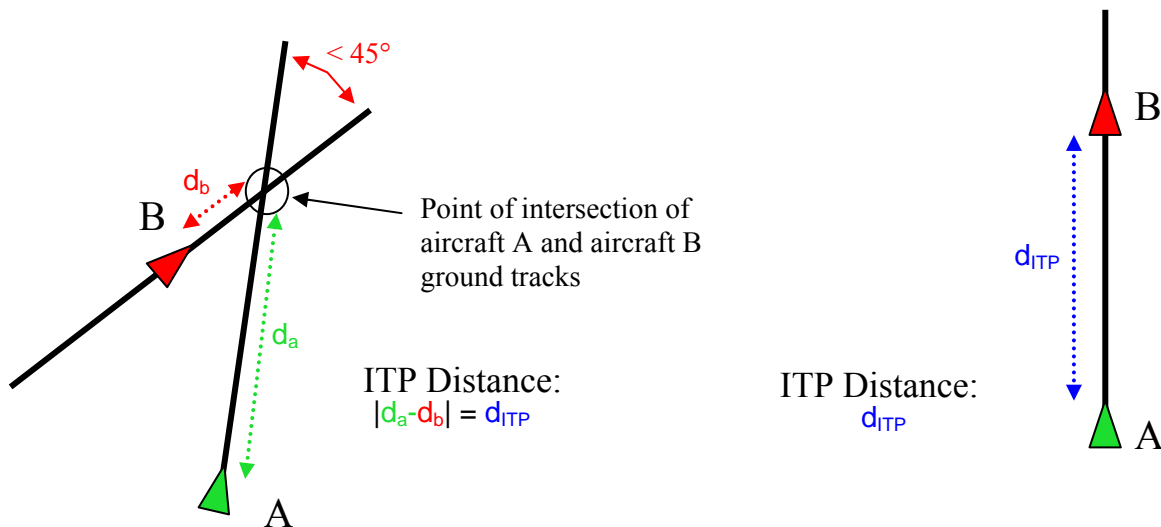 < 45°
d_b
B
Point of intersection of
aircraft A and aircraft B
ground tracks
d_a
ITP Distance:
|d_a-d_b| = d_ITP
A
B
d_ITP
ITP Distance:
d_ITP
A